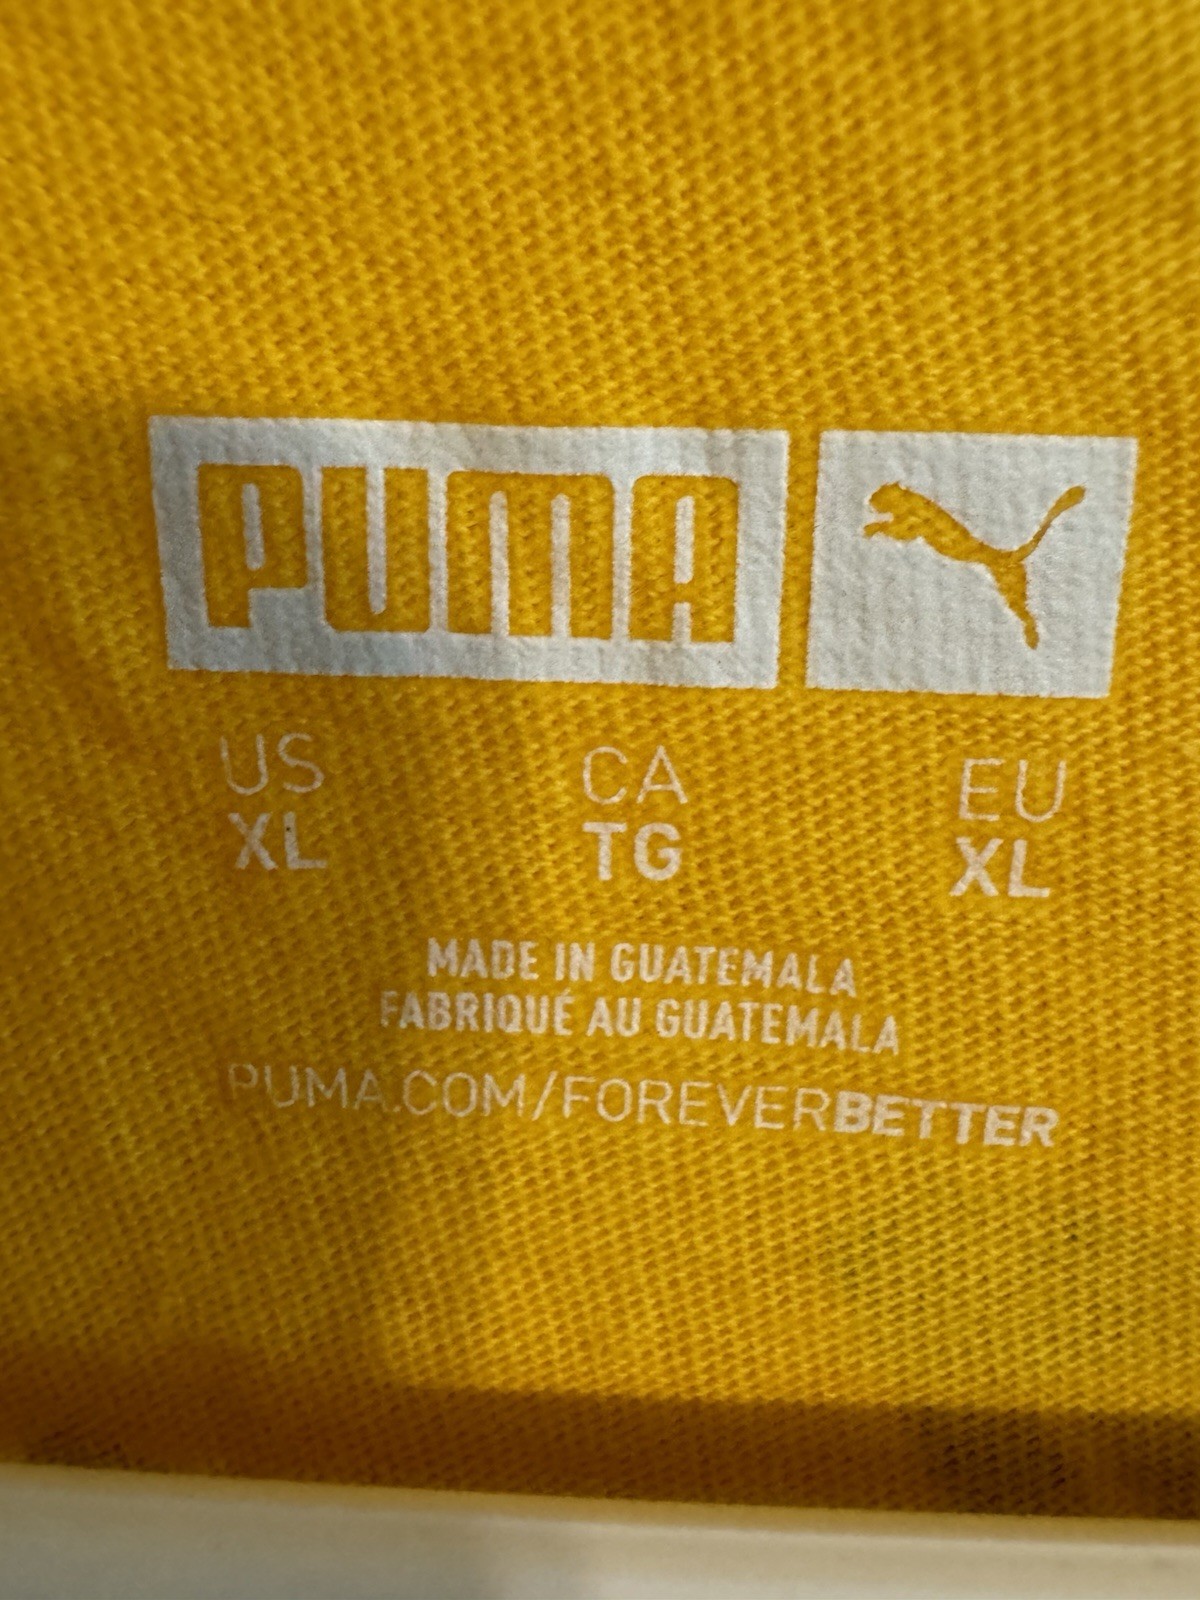 PUMA
US CA EU
XL TG XL
MADE IN GUATEMALA
FABRIQUÉ AU GUATEMALA
PUMA.COM/FOREVERBETTER